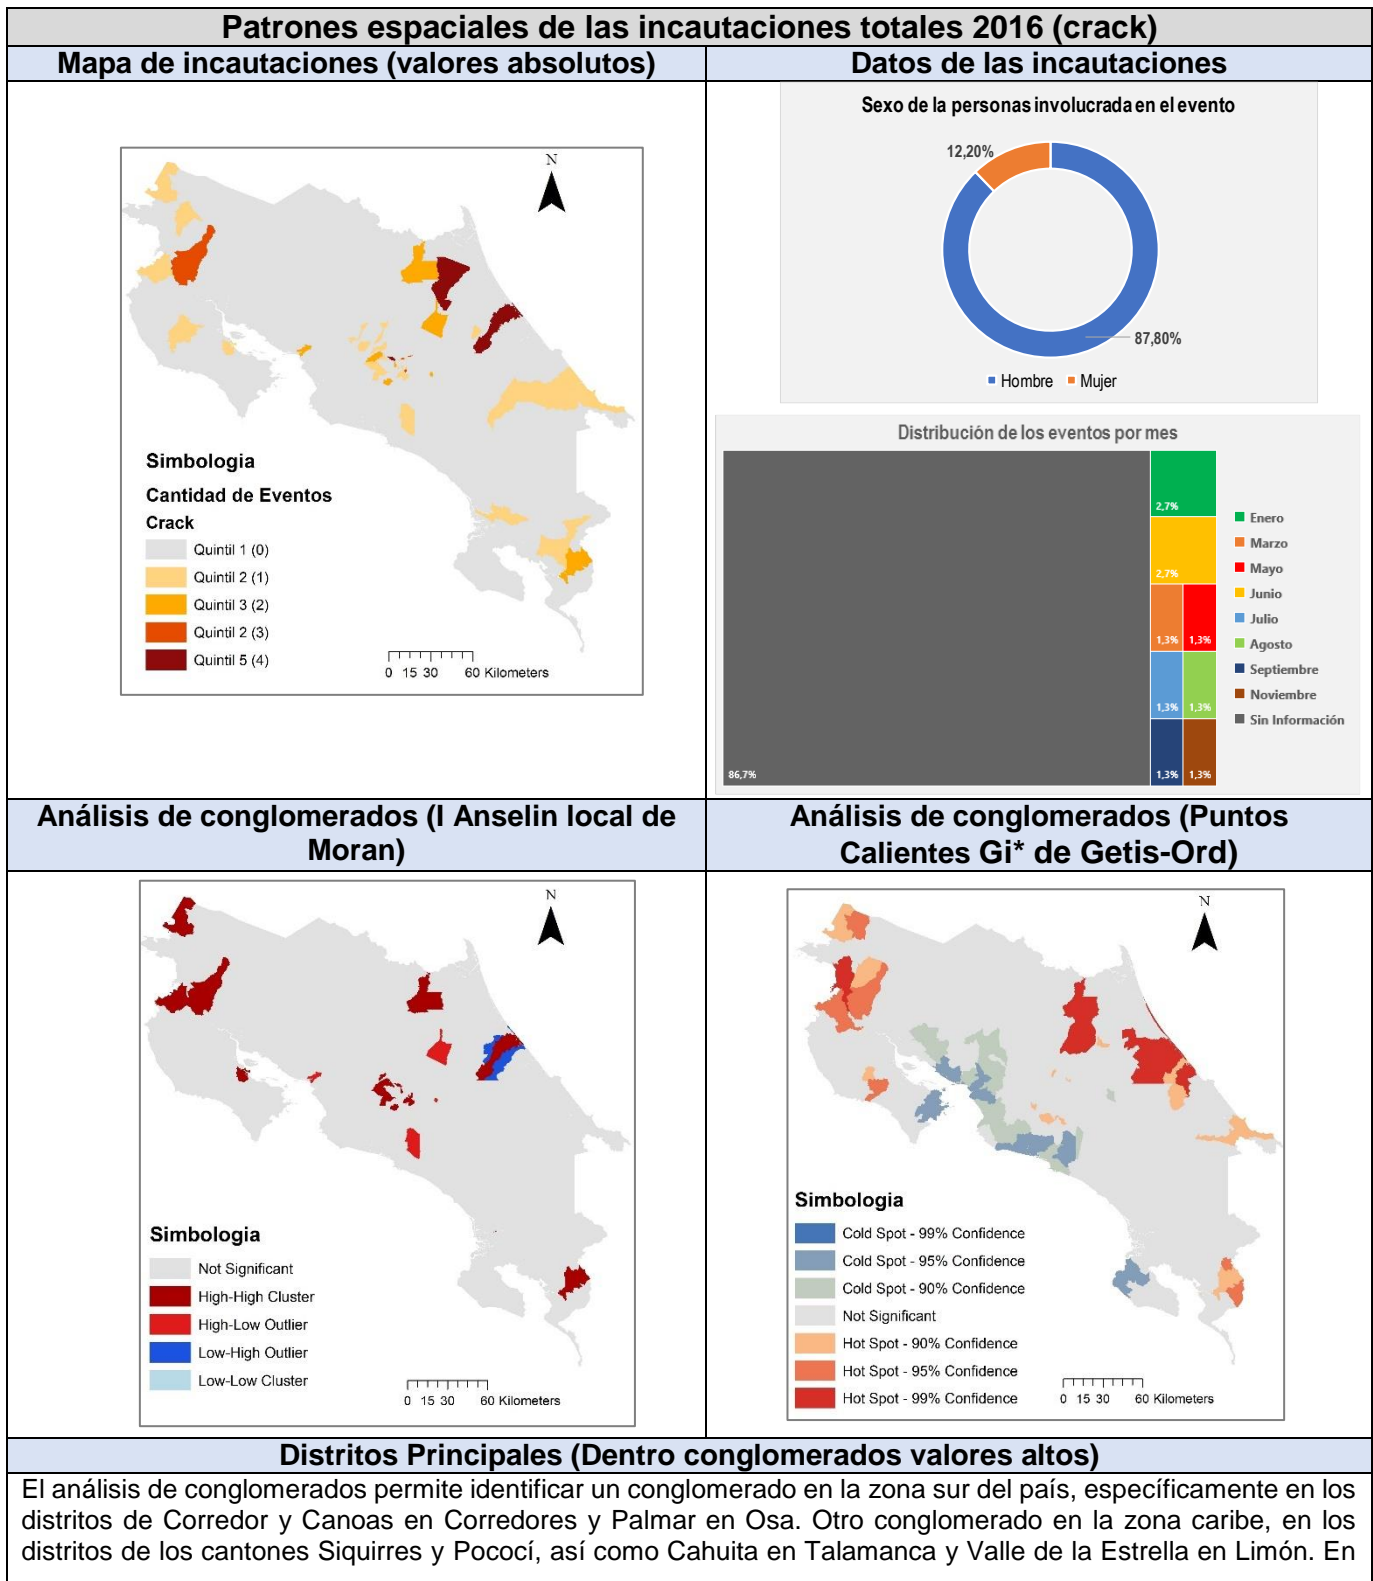 Patrones espaciales de las incautaciones totales 2016 (crack)
Mapa de incautaciones (valores absolutos)
Datos de las incautaciones
N
Simbologia
Cantidad de Eventos
Crack
Quintil 1 (0)
Quintil 2 (1)
Quintil 3 (2)
Quintil 2 (3)
Quintil 5 (4)
0 15 30 60 Kilometers
Sexo de la personas involucrada en el evento
12,20%
87,80%
Hombre Mujer
Distribución de los eventos por mes
86,7%
2,7%
2,7%
1,3% 1,3%
1,3% 1,3%
1,3% 1,3%
Enero
Marzo
Mayo
Junio
Julio
Agosto
Septiembre
Noviembre
Sin Información
Análisis de conglomerados (I Anselin local de
Moran)
Análisis de conglomerados (Puntos
Calientes Gi* de Getis-Ord)
N
Simbologia
Not Significant
High-High Cluster
High-Low Outlier
Low-High Outlier
Low-Low Cluster
0 15 30 60 Kilometers
N
Simbologia
Cold Spot - 99% Confidence
Cold Spot - 95% Confidence
Cold Spot - 90% Confidence
Not Significant
Hot Spot - 90% Confidence
Hot Spot - 95% Confidence
Hot Spot - 99% Confidence
0 15 30 60 Kilometers
Distritos Principales (Dentro conglomerados valores altos)
El análisis de conglomerados permite identificar un conglomerado en la zona sur del país, específicamente en los
distritos de Corredor y Canoas en Corredores y Palmar en Osa. Otro conglomerado en la zona caribe, en los
distritos de los cantones Siquirres y Pococí, así como Cahuita en Talamanca y Valle de la Estrella en Limón. En